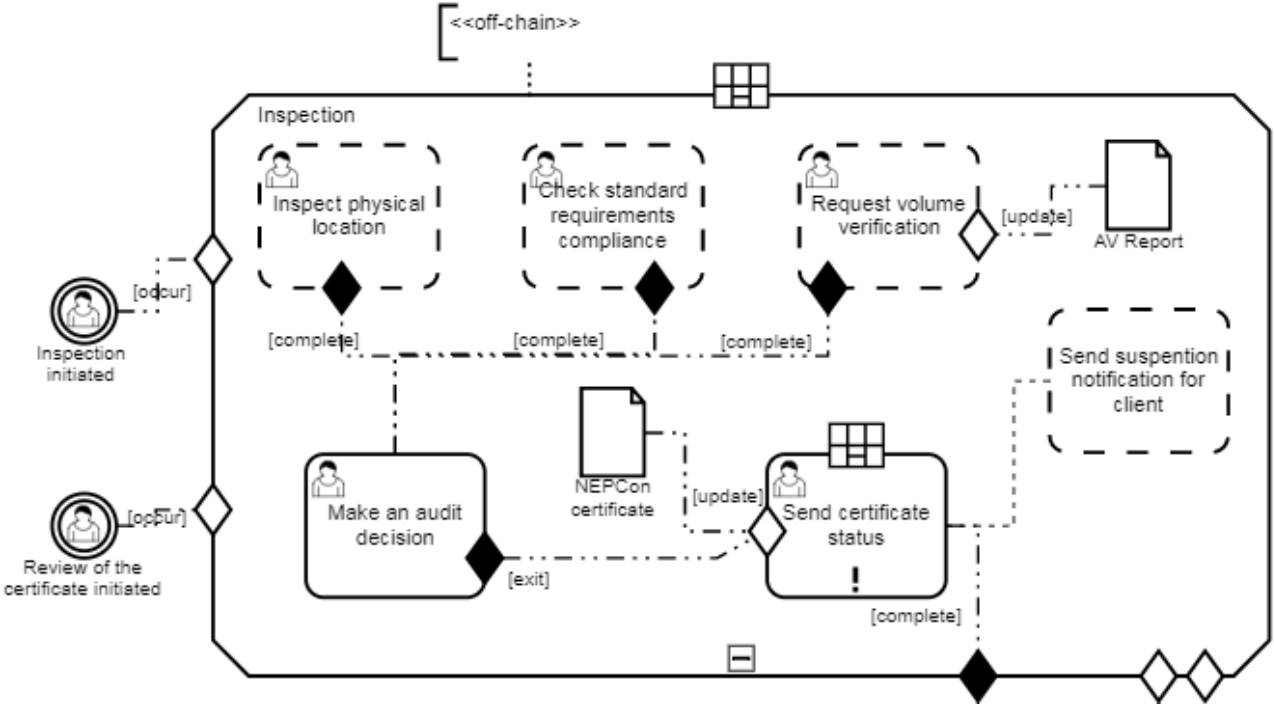 <<off-chain>>
Inspection
Inspect physical
location
Check standard
requirements
compliance
Request volume
verification
[update]
AV Report
[occur]
Inspection
initiated
[complete]
[complete]
[complete]
Send suspention
notification for
client
NEPCon
certificate
[update]
Make an audit
decision
Send certificate
status
!
[exit]
[occur]
Review of the
certificate initiated
[complete]